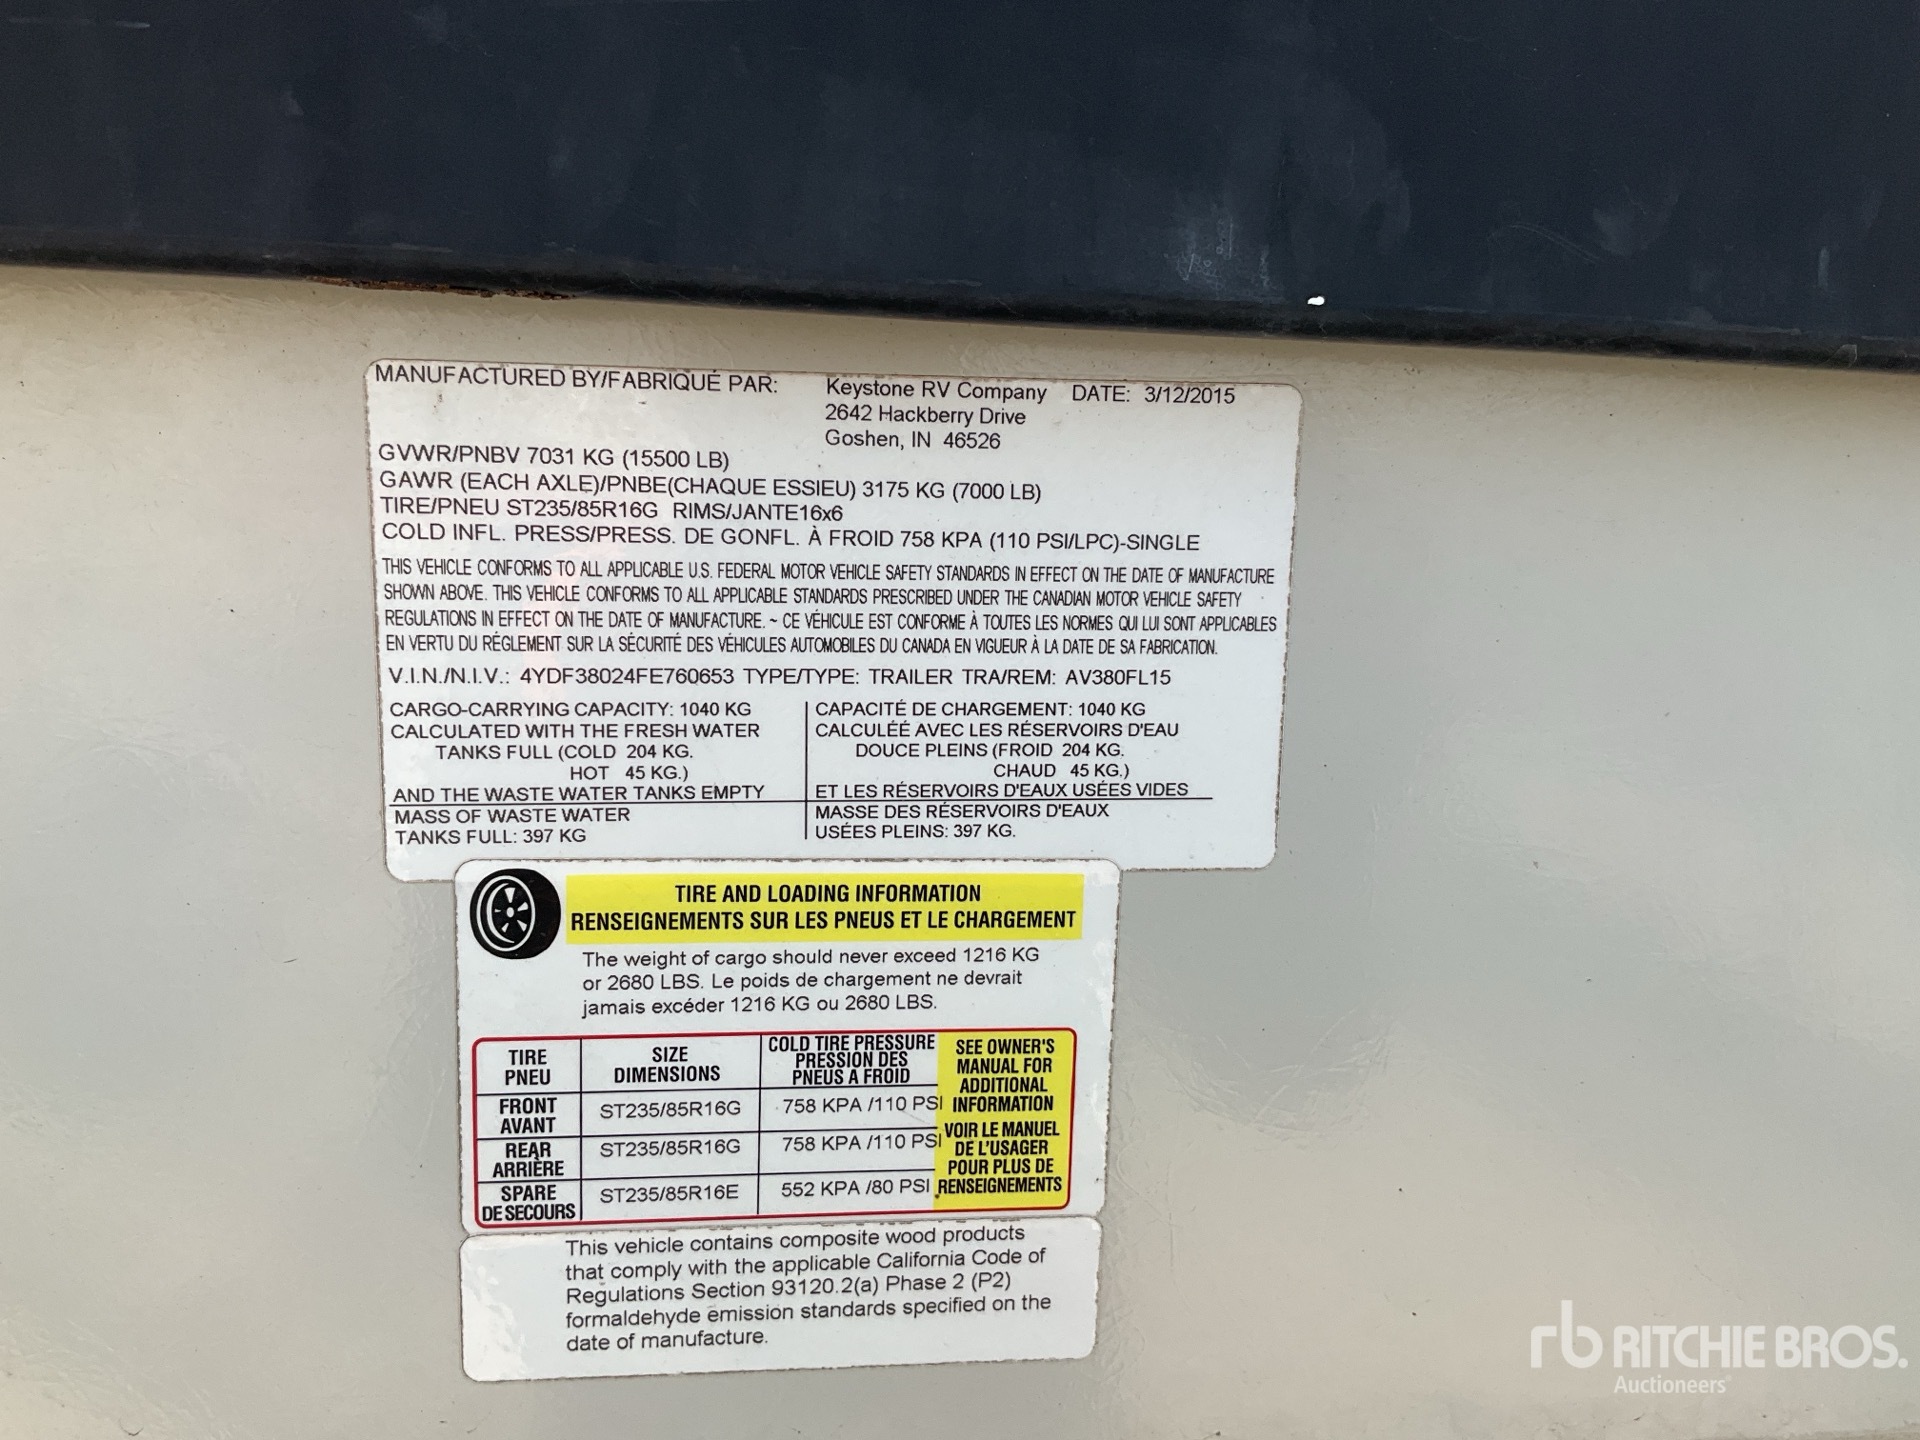 MANUFACTURED BY/FABRIQUÉ PAR: Keystone RV Company DATE: 3/12/2015
2642 Hackberry Drive
Goshen, IN 46526
GVWR/PNBV 7031 KG (15500 LB)
GAWR (EACH AXLE)/PNBE(CHAQUE ESSIEU) 3175 KG (7000 LB)
TIRE/PNEU ST235/85R16G RIMS/JANTE16x6
COLD INFL. PRESS/PRESS. DE GONFL. À FROID 758 KPA (110 PSI/LPC)-SINGLE
THIS VEHICLE CONFORMS TO ALL APPLICABLE U.S. FEDERAL MOTOR VEHICLE SAFETY STANDARDS IN EFFECT ON THE DATE OF MANUFACTURE
SHOWN ABOVE. THIS VEHICLE CONFORMS TO ALL APPLICABLE STANDARDS PRESCRIBED UNDER THE CANADIAN MOTOR VEHICLE SAFETY
REGULATIONS IN EFFECT ON THE DATE OF MANUFACTURE. ~ CE VÉHICULE EST CONFORME À TOUTES LES NORMES QUI LUI SONT APPLICABLES
EN VERTU DU RÉGLEMENT SUR LA SÉCURITÉ DES VÉHICULES AUTOMOBILES DU CANADA EN VIGUEUR À LA DATE DE SA FABRICATION.
V.I.N./N.I.V.: 4YDF38024FE760653 TYPE/TYPE: TRAILER TRA/REM: AV380FL15
CARGO-CARRYING CAPACITY: 1040 KG
CALCULATED WITH THE FRESH WATER
TANKS FULL (COLD 204 KG.
HOT 45 KG.)
AND THE WASTE WATER TANKS EMPTY
MASS OF WASTE WATER
TANKS FULL: 397 KG
CAPACITÉ DE CHARGEMENT: 1040 KG
CALCULÉÉ AVEC LES RÉSERVOIRS D'EAU
DOUCE PLEINS (FROID 204 KG.
CHAUD 45 KG.)
ET LES RÉSERVOIRS D'EAUX USÉES VIDES
MASSE DES RÉSERVOIRS D'EAUX
USÉES PLEINS: 397 KG.
TIRE AND LOADING INFORMATION
RENSEIGNEMENTS SUR LES PNEUS ET LE CHARGEMENT
The weight of cargo should never exceed 1216 KG
or 2680 LBS. Le poids de chargement ne devrait
jamais excéder 1216 KG ou 2680 LBS.
TIRE
PNEU
SIZE
DIMENSIONS
COLD TIRE PRESSURE
PRESSION DES
PNEUS A FROID
FRONT
AVANT
ST235/85R16G
758 KPA /110 PSI
REAR
ARRIÈRE
ST235/85R16G
758 KPA /110 PSI
SPARE
DE SECOURS
ST235/85R16E
552 KPA /80 PSI
SEE OWNER'S
MANUAL FOR
ADDITIONAL
INFORMATION
VOIR LE MANUEL
DE L'USAGER
POUR PLUS DE
RENSEIGNEMENTS
This vehicle contains composite wood products
that comply with the applicable California Code of
Regulations Section 93120.2(a) Phase 2 (P2)
formaldehyde emission standards specified on the
date of manufacture.
rb RITCHIE BROS.
Auctioneers